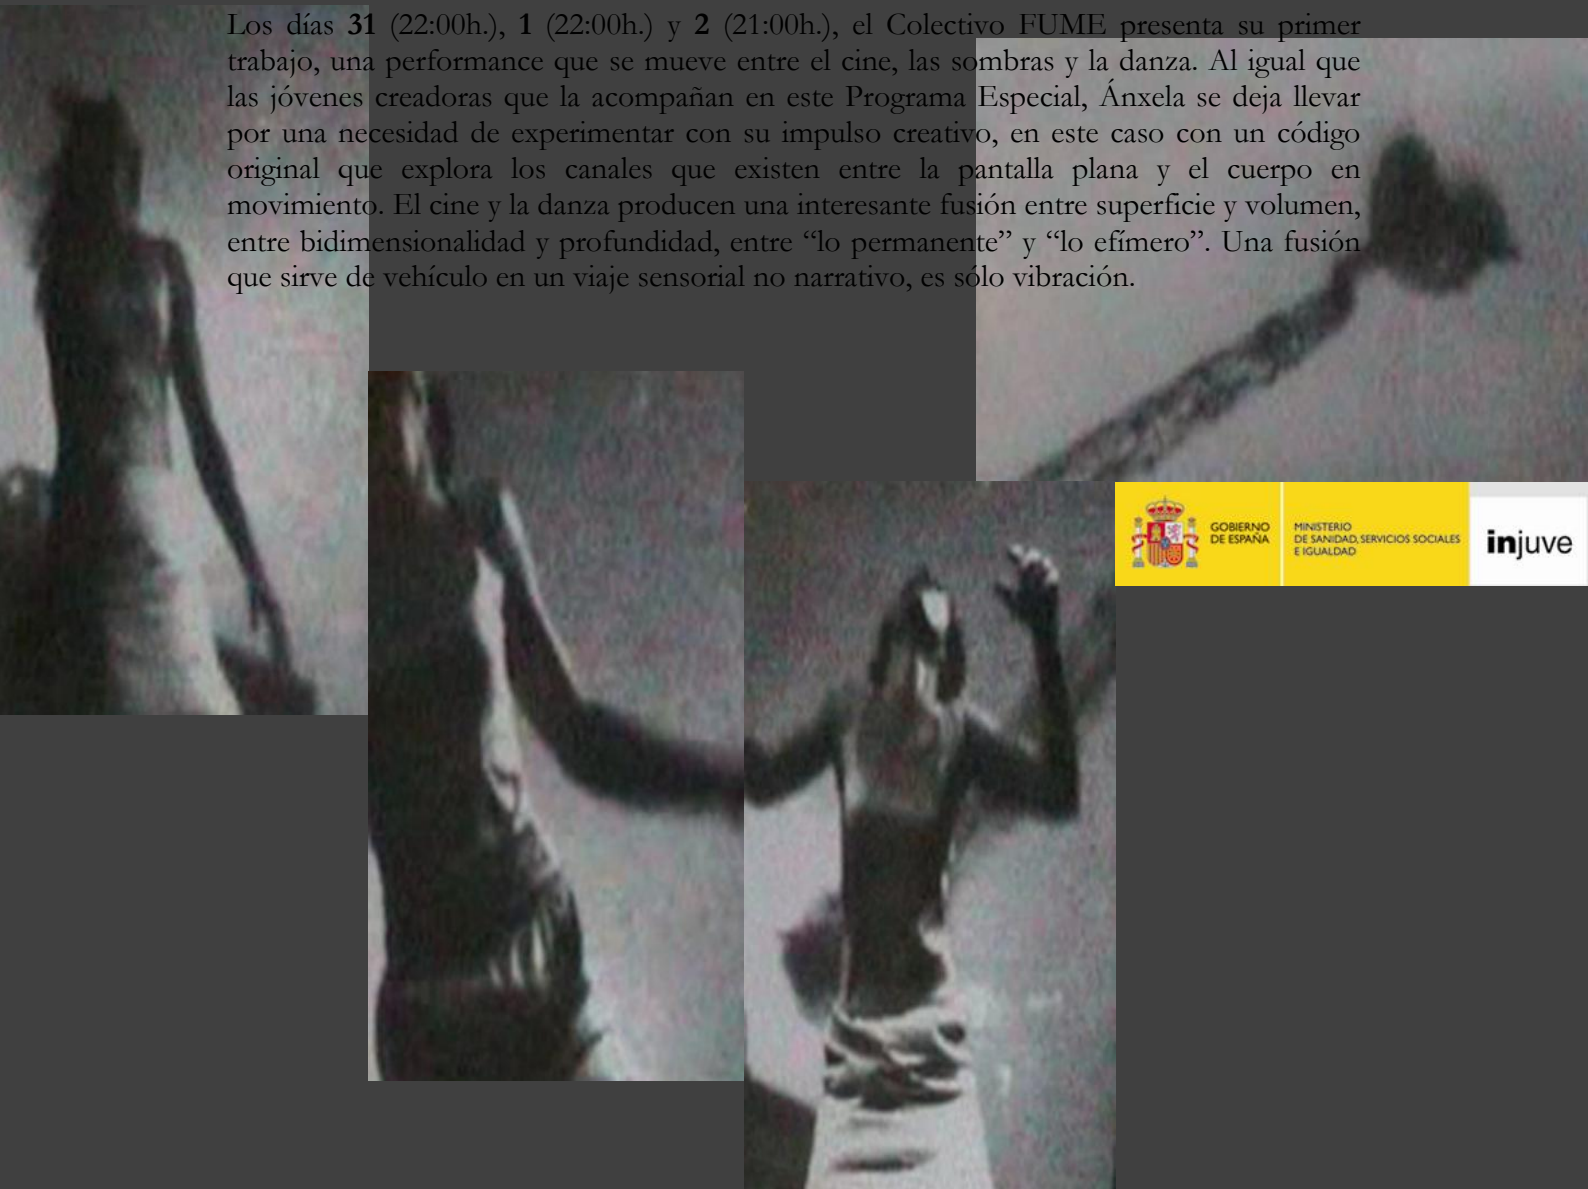 Los días 31 (22:00h.), 1 (22:00h.) y 2 (21:00h.), el Colectivo FUME presenta su primer
trabajo, una performance que se mueve entre el cine, las sombras y la danza. Al igual que
las jóvenes creadoras que la acompañan en este Programa Especial, Ánxela se deja llevar
por una necesidad de experimentar con su impulso creativo, en este caso con un código
original que explora los canales que existen entre la pantalla plana y el cuerpo en
movimiento. El cine y la danza producen una interesante fusión entre superficie y volumen,
entre bidimensionalidad y profundidad, entre “lo permanente” y “lo efímero”. Una fusión
que sirve de vehículo en un viaje sensorial no narrativo, es sólo vibración.
GOBIERNO
DE ESPAÑA
MINISTERIO
DE SANIDAD, SERVICIOS SOCIALES
E IGUALDAD
injuve